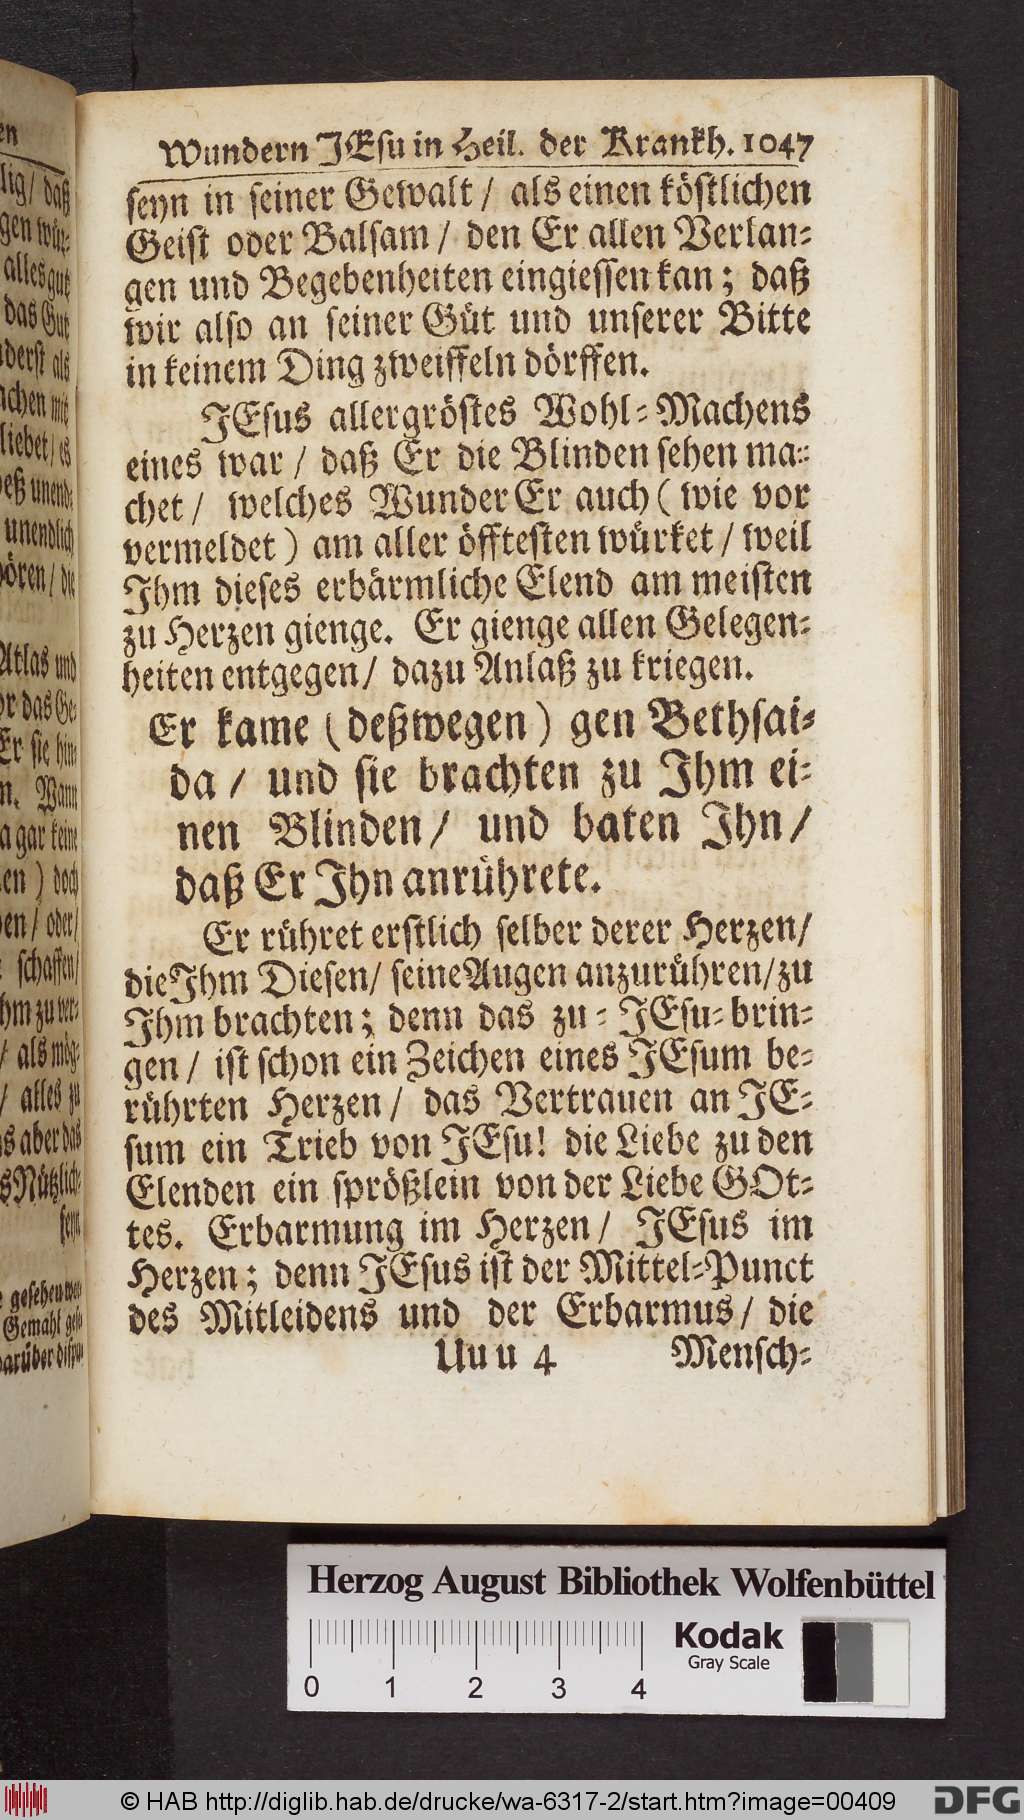 Wundern JEsu in Heil. der Krankh. 1047
seyn in seiner Gewalt / als einen köstlichen
Geist oder Balsam / den Er allen Verlan-
gen und Begebenheiten eingiessen kan; daß
wir also an seiner Güt und unserer Bitte
in keinem Ding zweiffeln dörffen.
JEsus allergröstes Wohl-Machens
eines war / daß Er die Blinden sehen ma-
chet / welches Wunder Er auch ( wie vor
vermeldet ) am aller öfftesten würket / weil
Ihm dieses erbärmliche Elend am meisten
zu Herzen gienge. Er gienge allen Gelegen-
heiten entgegen / dazu Anlaß zu kriegen.
Er kame ( deßwegen ) gen Bethsai-
da / und sie brachten zu Ihm ei-
nen Blinden / und baten Ihn /
daß Er Ihn anrührete.
Er rühret erstlich selber derer Herzen /
die Ihm Diesen / seine Augen anzurühren / zu
Ihm brachten; denn das zu-JEsu-brin-
gen / ist schon ein Zeichen eines JEsum be-
rührten Herzen / das Vertrauen an JE-
sum ein Trieb von JEsu! die Liebe zu den
Elenden ein sprößlein von der Liebe GOt-
tes. Erbarmung im Herzen / JEsus im
Herzen; denn JEsus ist der Mittel-Punct
des Mitleidens und der Erbarmus / die
Uuu 4 Mensch-
Herzog August Bibliothek Wolfenbüttel
0 1 2 3 4
Kodak
Gray Scale
© HAB http://diglib.hab.de/drucke/wa-6317-2/start.htm?image=00409
DFG